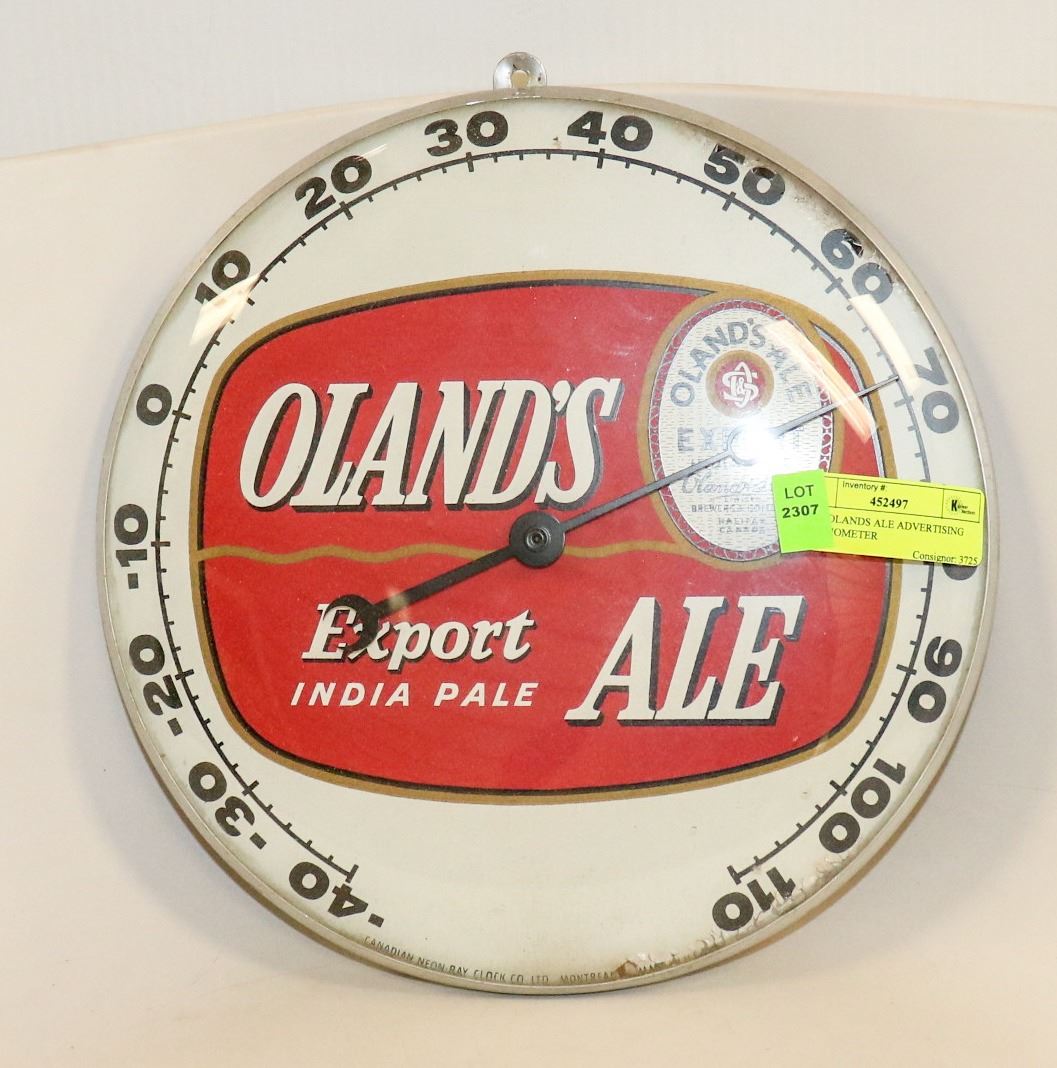 -40
-30
-20
-10
0
10
20
30
40
50
60
70
90
100
110
OLAND'S
Export
INDIA PALE
ALE
OLAND'S ALE
HALIFAX
CANADA
LOT
2307
Inventory #:
452497
OLANDS ALE ADVERTISING
OMETER
Consignor: 3725
CANADIAN NEON-RAY CLOCK CO. LTD. MONTREAL